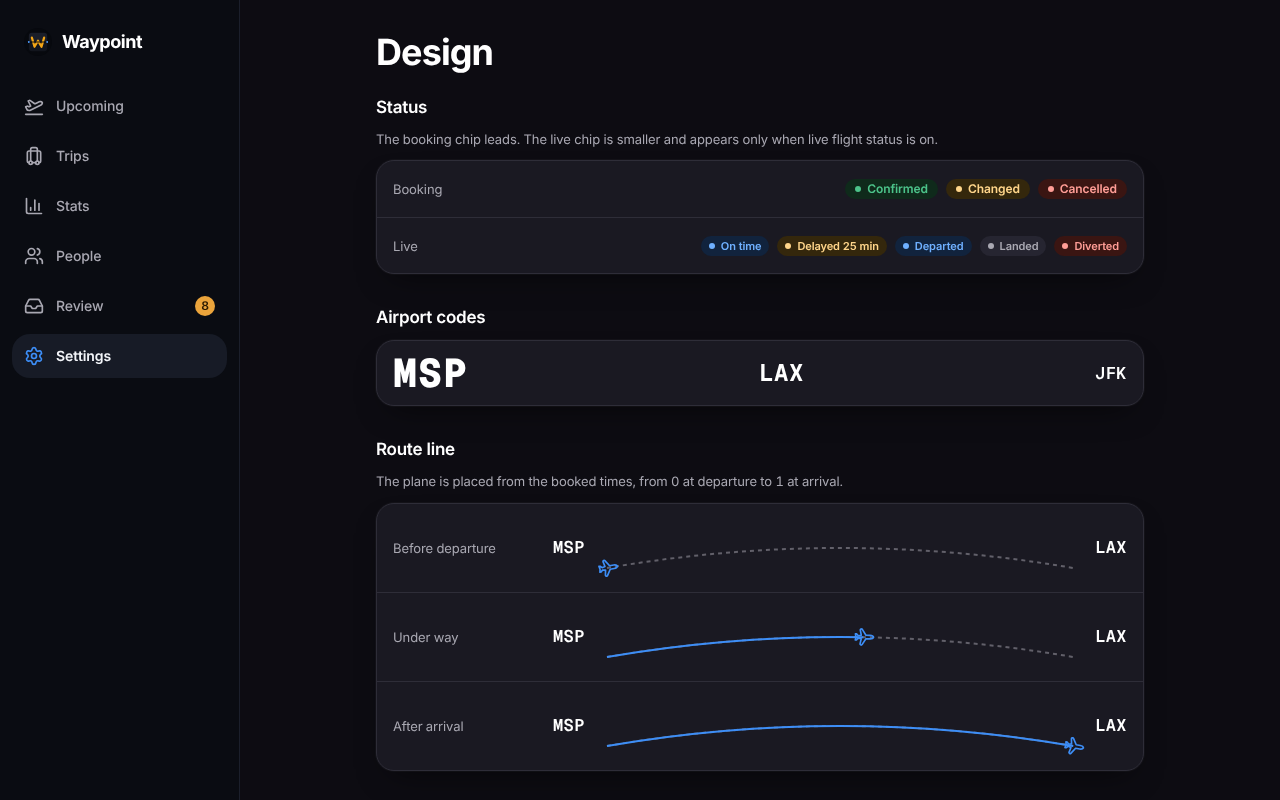 Waypoint
Upcoming
Trips
Stats
People
Review 8
Settings
Design
Status
The booking chip leads. The live chip is smaller and appears only when live flight status is on.
Booking Confirmed Changed Cancelled
Live On time Delayed 25 min Departed Landed Diverted
Airport codes
MSP LAX JFK
Route line
The plane is placed from the booked times, from 0 at departure to 1 at arrival.
Before departure MSP LAX
Under way MSP LAX
After arrival MSP LAX